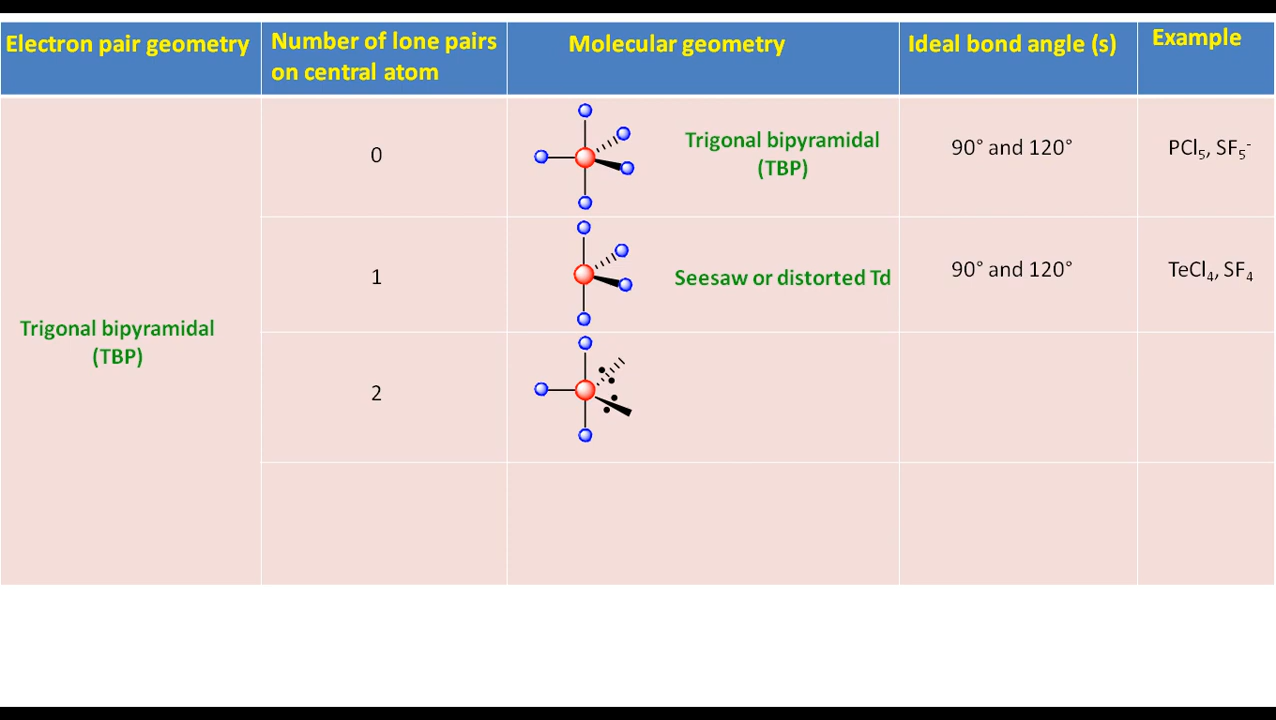 Electron pair geometry
Number of lone pairs
on central atom
Molecular geometry
Ideal bond angle (s)
Example
Trigonal bipyramidal
(TBP)
0
Trigonal bipyramidal
(TBP)
90° and 120°
PCl₅, SF₅⁻
1
Seesaw or distorted Td
90° and 120°
TeCl₄, SF₄
2